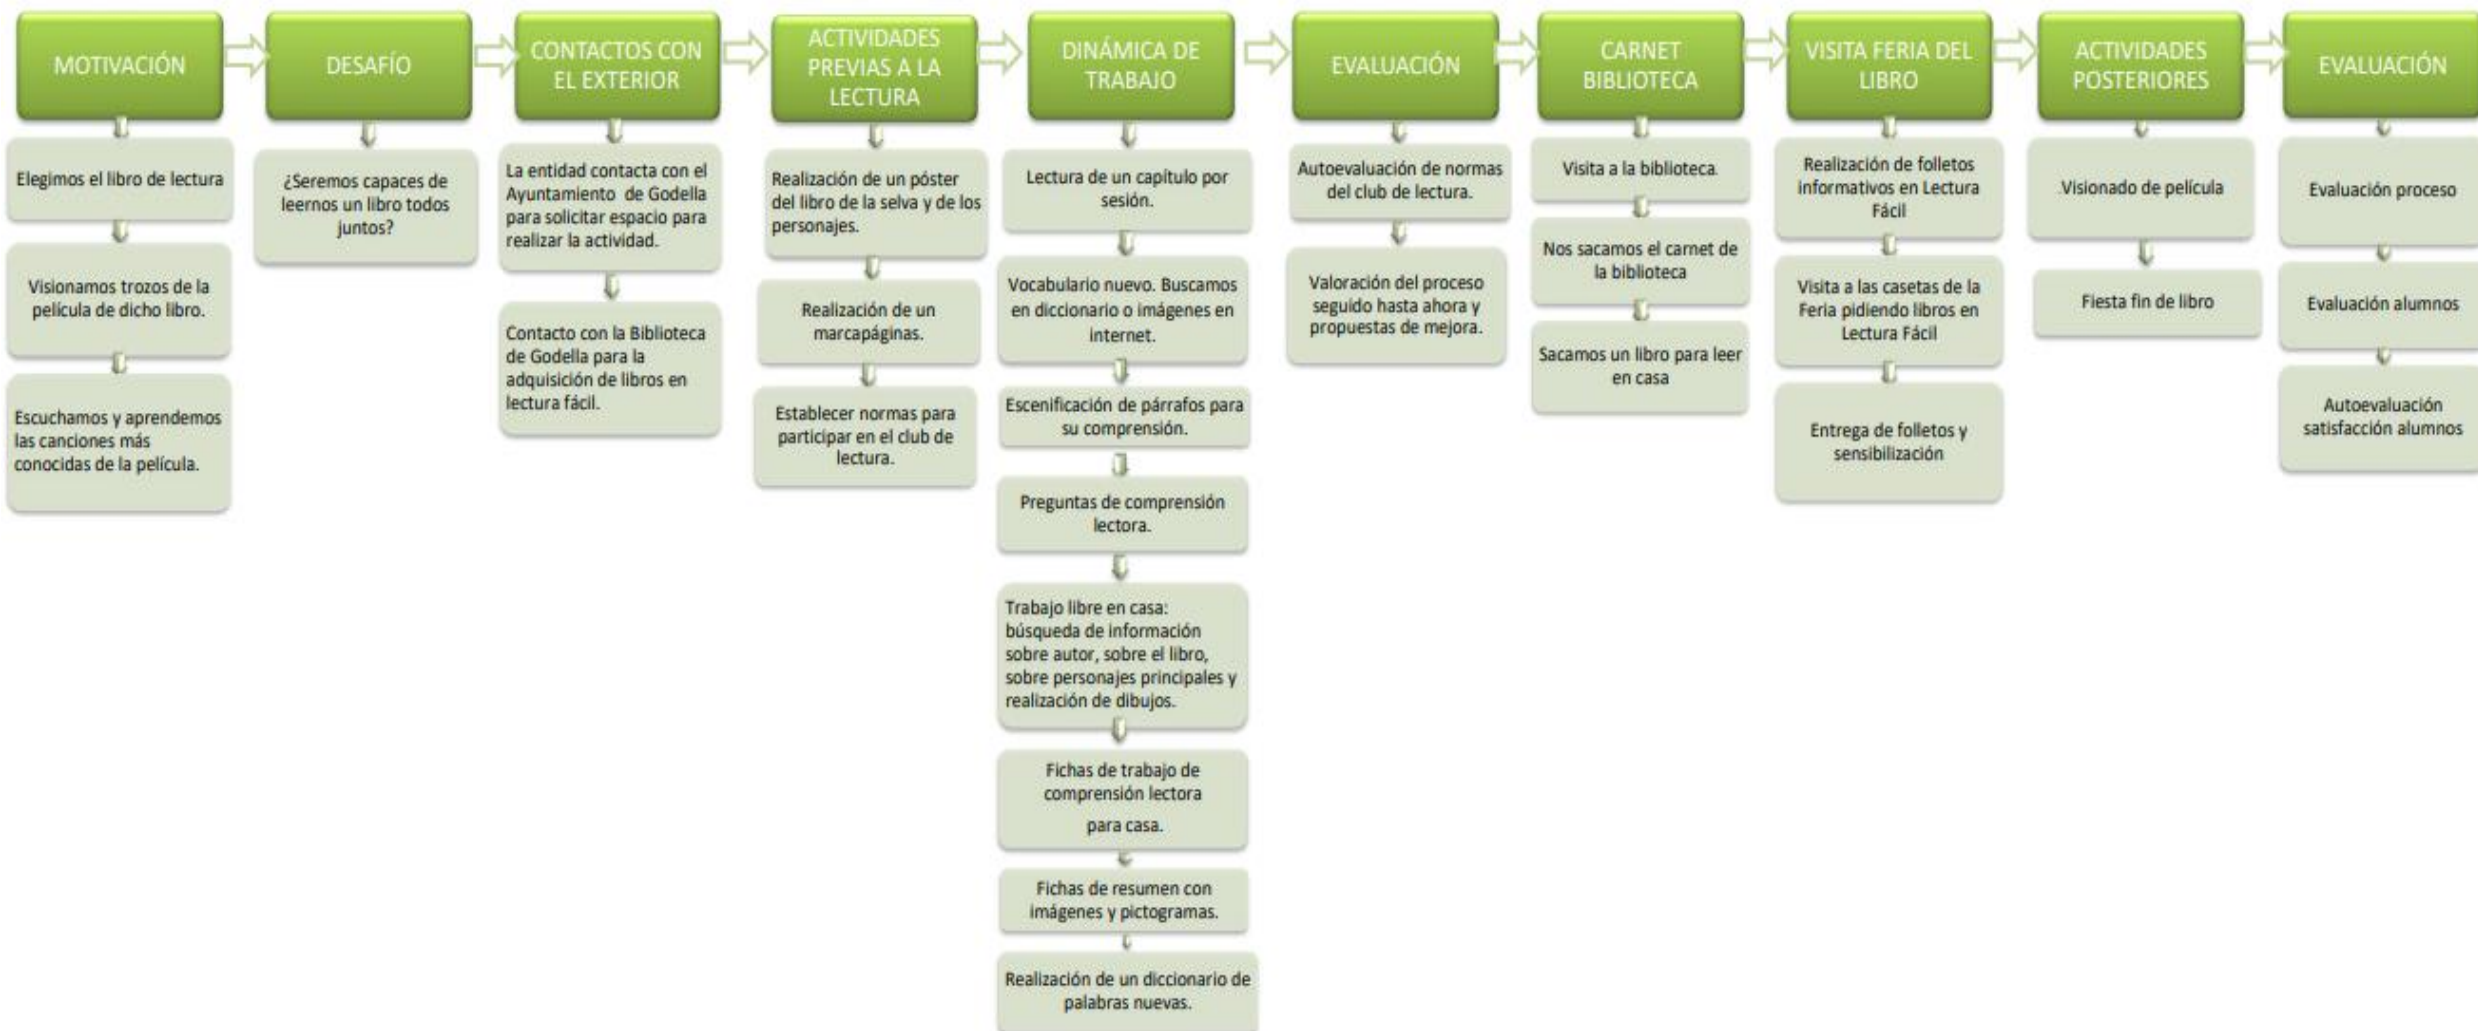 MOTIVACIÓN
Elegimos el libro de lectura
Visionamos trozos de la
película de dicho libro.
Escuchamos y aprendemos
las canciones más
conocidas de la película.
DESAFÍO
¿Seremos capaces de
leernos un libro todos
juntos?
CONTACTOS CON
EL EXTERIOR
La entidad contacta con el
Ayuntamiento de Godella
para solicitar espacio para
realizar la actividad.
Contacto con la Biblioteca
de Godella para la
adquisición de libros en
lectura fácil.
ACTIVIDADES
PREVIAS A LA
LECTURA
Realización de un póster
del libro de la selva y de los
personajes.
Realización de un
marcapáginas.
Establecer normas para
participar en el club de
lectura.
DINÁMICA DE
TRABAJO
Lectura de un capítulo por
sesión.
Vocabulario nuevo. Buscamos
en diccionario o imágenes en
internet.
Escenificación de párrafos para
su comprensión.
Preguntas de comprensión
lectora.
Trabajo libre en casa:
búsqueda de información
sobre autor, sobre el libro,
sobre personajes principales y
realización de dibujos.
Fichas de trabajo de
comprensión lectora
para casa.
Fichas de resumen con
imágenes y pictogramas.
Realización de un diccionario de
palabras nuevas.
EVALUACIÓN
Autoevaluación de normas
del club de lectura.
Valoración del proceso
seguido hasta ahora y
propuestas de mejora.
CARNET
BIBLIOTECA
Visita a la biblioteca.
Nos sacamos el carnet de
la biblioteca
Sacamos un libro para leer
en casa
VISITA FERIA DEL
LIBRO
Realización de folletos
informativos en Lectura
Fácil
Visita a las casetas de la
Feria pidiendo libros en
Lectura Fácil
Entrega de folletos y
sensibilización
ACTIVIDADES
POSTERIORES
Visionado de película
Fiesta fin de libro
EVALUACIÓN
Evaluación proceso
Evaluación alumnos
Autoevaluación
satisfacción alumnos